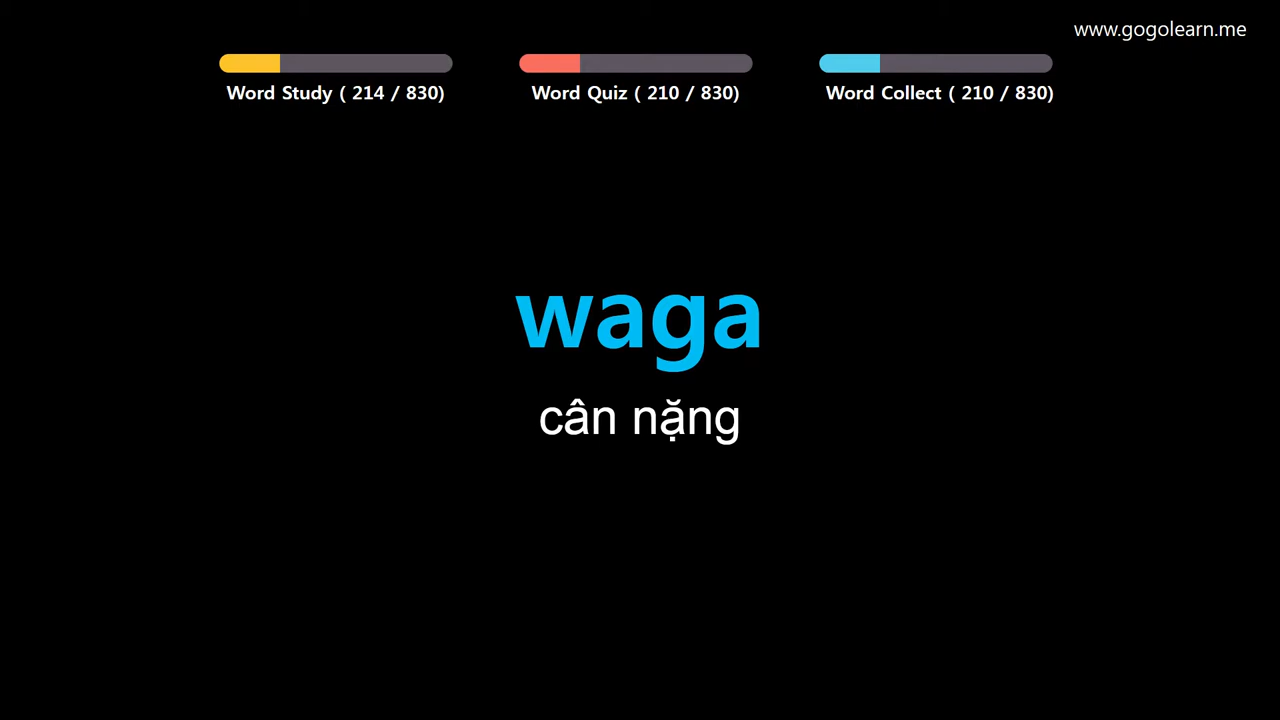 www.gogolearn.me
Word Study ( 214 / 830)
Word Quiz ( 210 / 830)
Word Collect ( 210 / 830)
waga
cân nặng